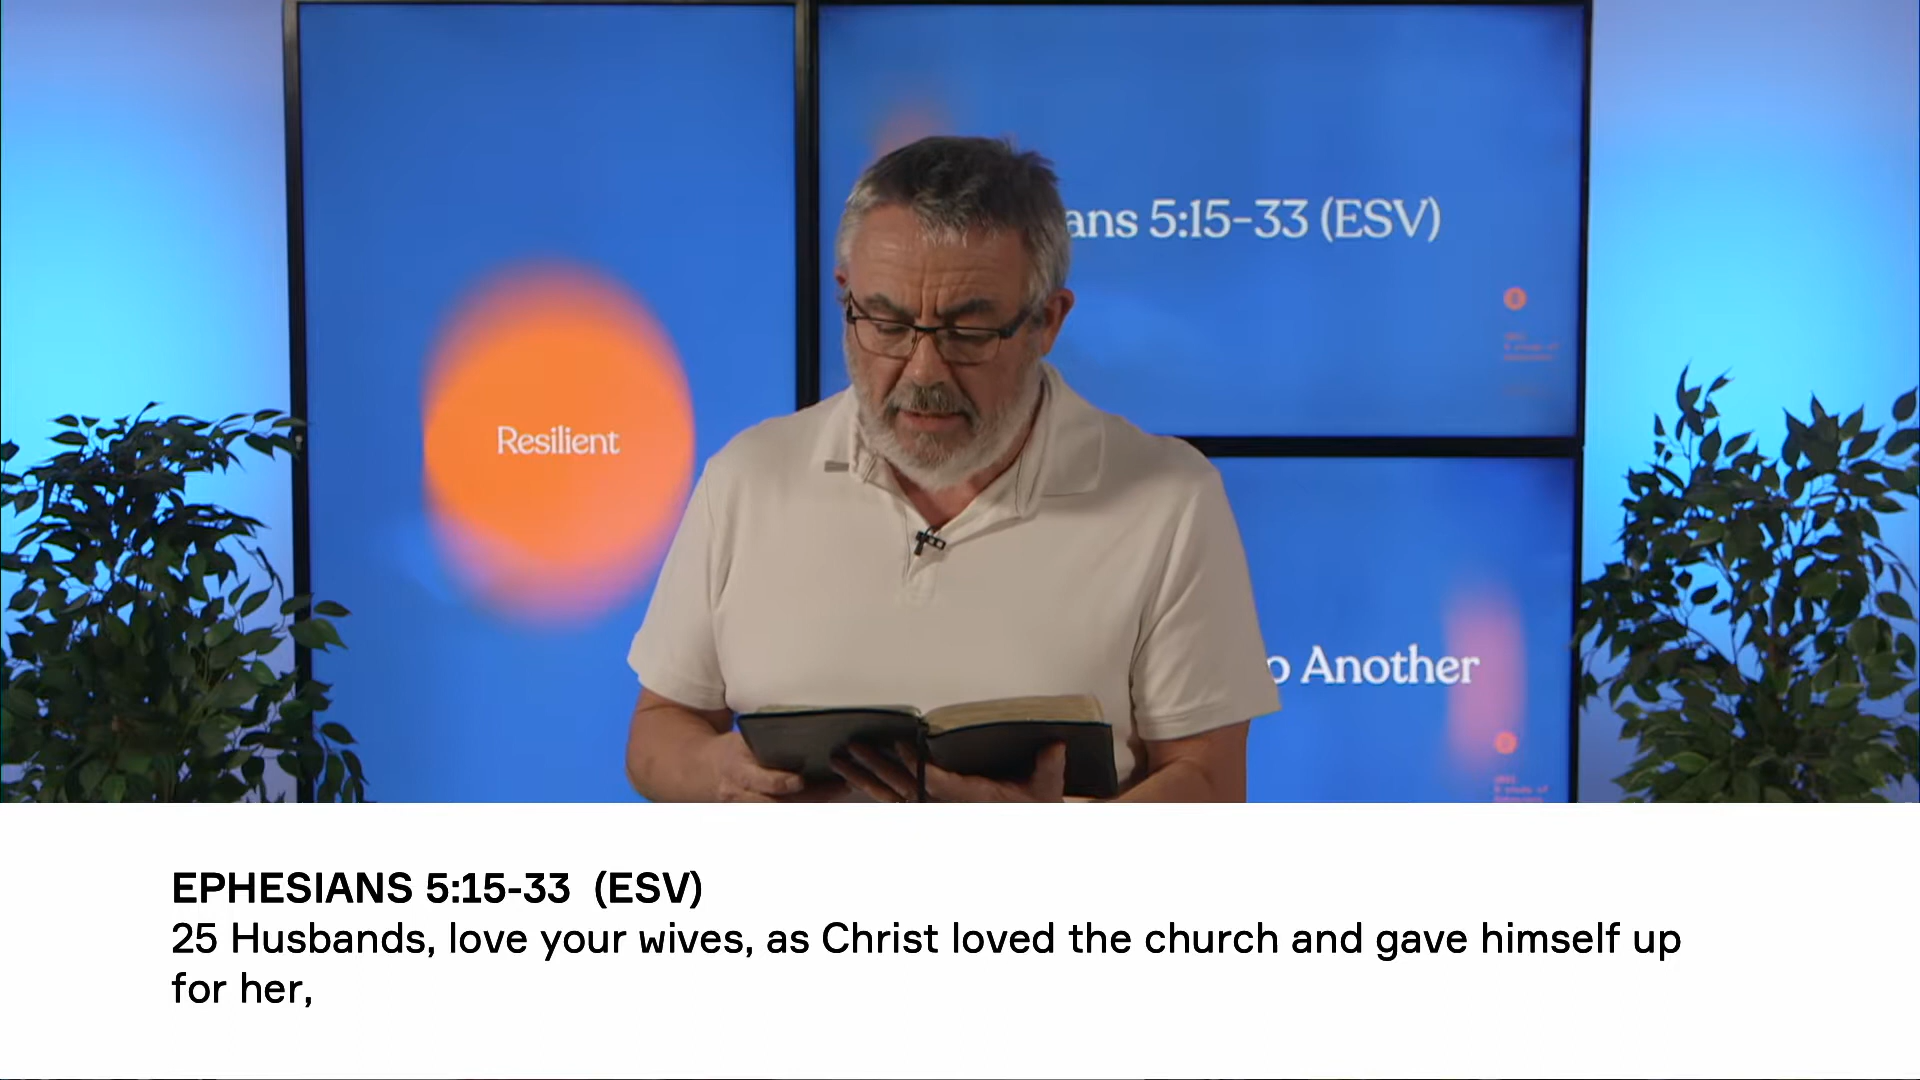 ans 5:15-33 (ESV)
Resilient
o Another
EPHESIANS 5:15-33 (ESV)
25 Husbands, love your wives, as Christ loved the church and gave himself up
for her,